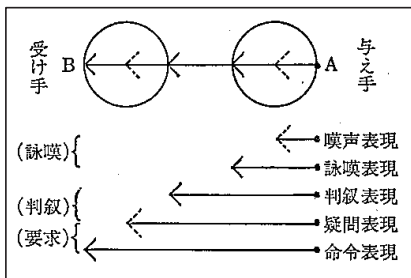 受け手 B A 与え手
嘆声表現
(詠嘆){ 詠嘆表現
(判叙){ 判叙表現
(要求){ 疑問表現
命令表現